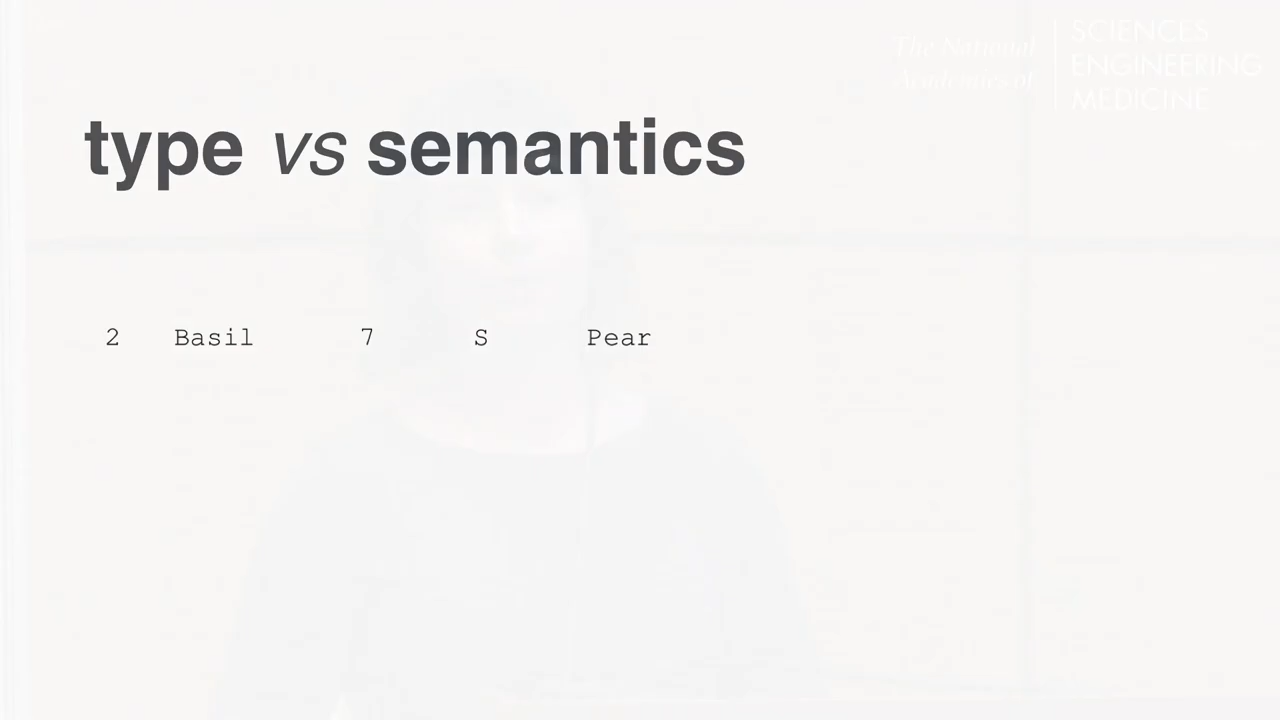 The National
Academies of
SCIENCES
ENGINEERING
MEDICINE
type vs semantics
2 Basil 7 S Pear